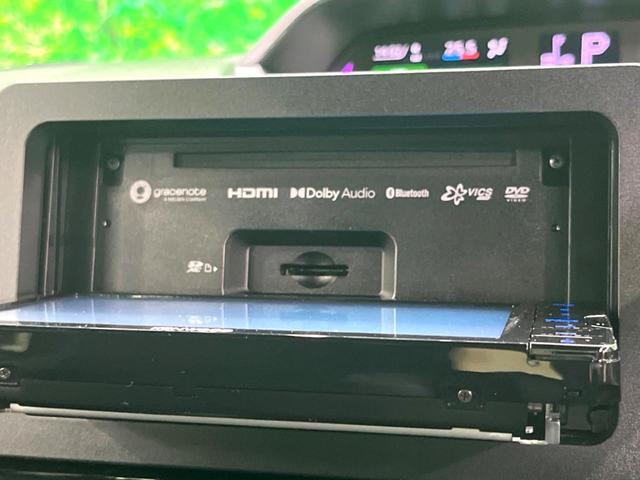 gracenote
A NIELSEN COMPANY
HDMI
Dolby Audio
Bluetooth
VICS
DVD
VIDEO
SD
P